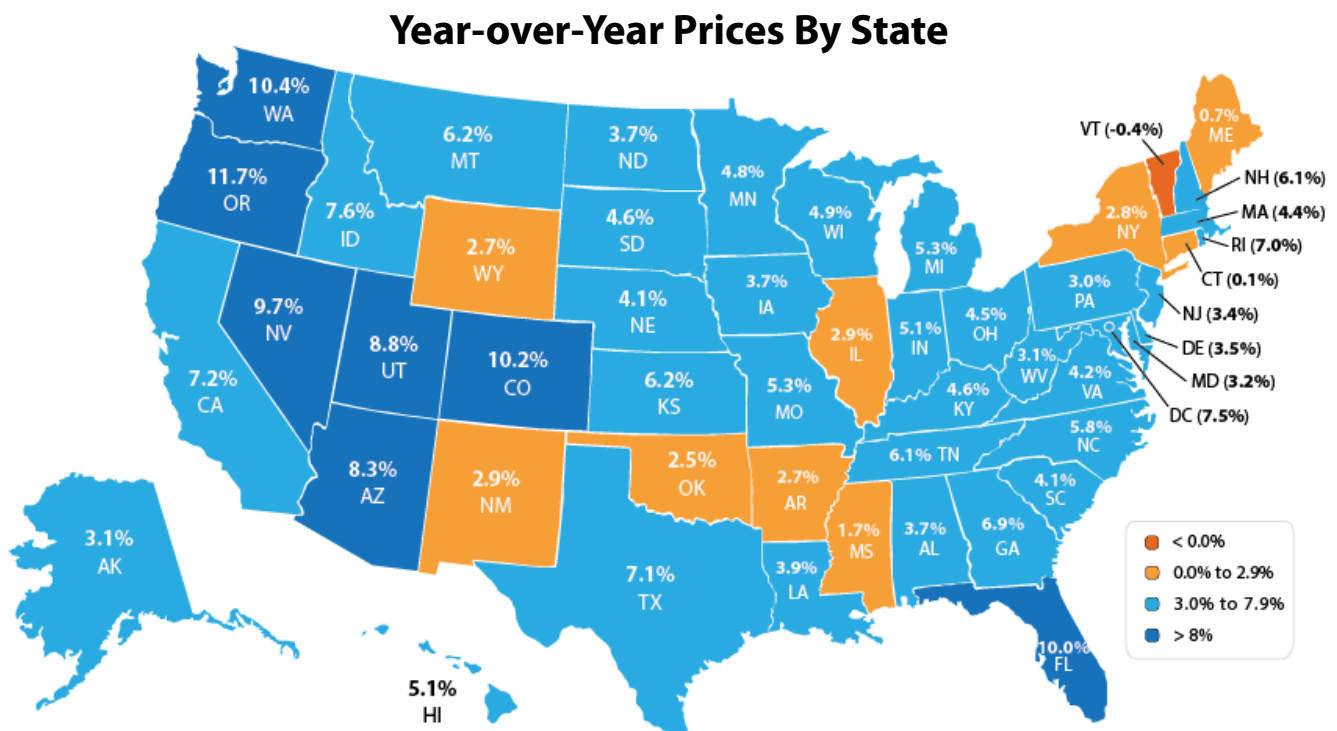 Year-over-Year Prices By State
10.4%
WA
11.7%
OR
7.6%
ID
6.2%
MT
3.7%
ND
4.8%
MN
4.9%
WI
5.3%
MI
2.7%
WY
4.6%
SD
4.1%
NE
3.7%
IA
2.9%
IL
5.1%
IN
4.5%
OH
3.0%
PA
2.8%
NY
0.7%
ME
VT (-0.4%)
NH (6.1%)
MA (4.4%)
RI (7.0%)
CT (0.1%)
NJ (3.4%)
DE (3.5%)
MD (3.2%)
DC (7.5%)
9.7%
NV
8.8%
UT
10.2%
CO
7.2%
CA
6.2%
KS
5.3%
MO
4.6%
KY
3.1%
WV
4.2%
VA
5.8%
NC
6.1% TN
8.3%
AZ
2.9%
NM
2.5%
OK
2.7%
AR
1.7%
MS
3.7%
AL
6.9%
GA
4.1%
SC
7.1%
TX
3.9%
LA
10.0%
FL
3.1%
AK
5.1%
HI
< 0.0%
0.0% to 2.9%
3.0% to 7.9%
> 8%